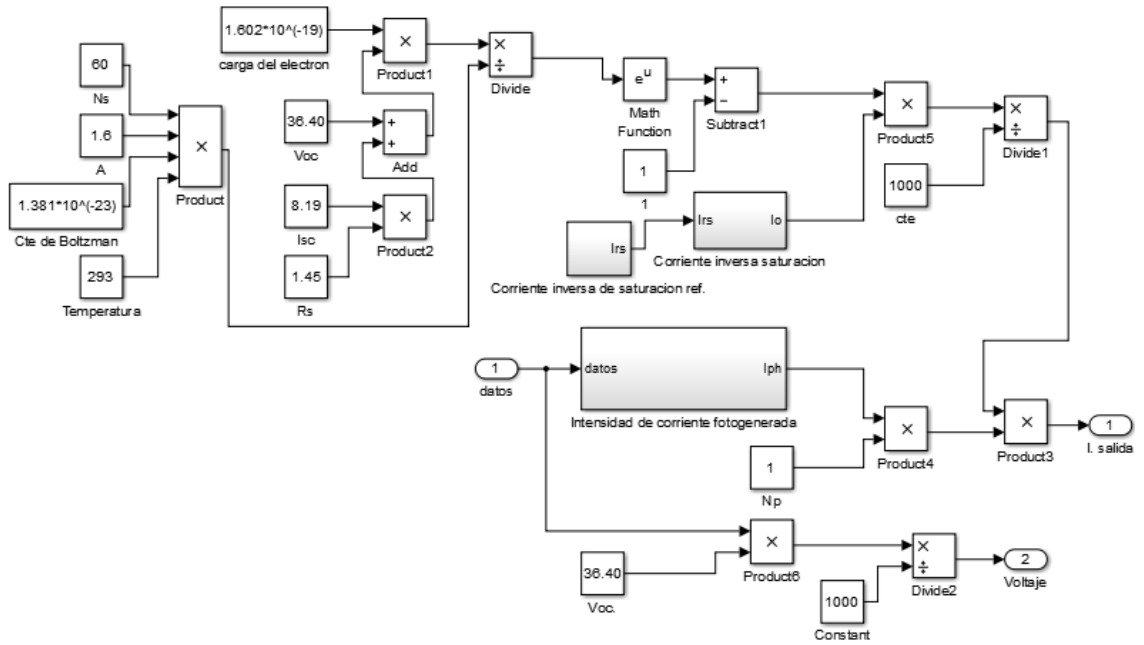 1.602*10^(-19)
carga del electron
×
Product1
×
÷
Divide
60
Ns
1.6
A
1.381*10^(-23)
Cte de Boltzman
293
Temperatura
×
Product
36.40
Voc
+
+
Add
8.19
Isc
×
Product2
1.45
Rs
e^u
Math
Function
+
−
Subtract1
1
1
×
Product5
×
÷
Divide1
1000
cte
Irs
Corriente inversa de saturacion ref.
Irs
Io
Corriente inversa saturacion
1
datos
datos
Iph
Intensidad de corriente fotogenerada
×
Product4
1
Np
×
Product3
1
I. salida
×
Product6
36.40
Voc.
×
÷
Divide2
1000
Constant
2
Voltaje